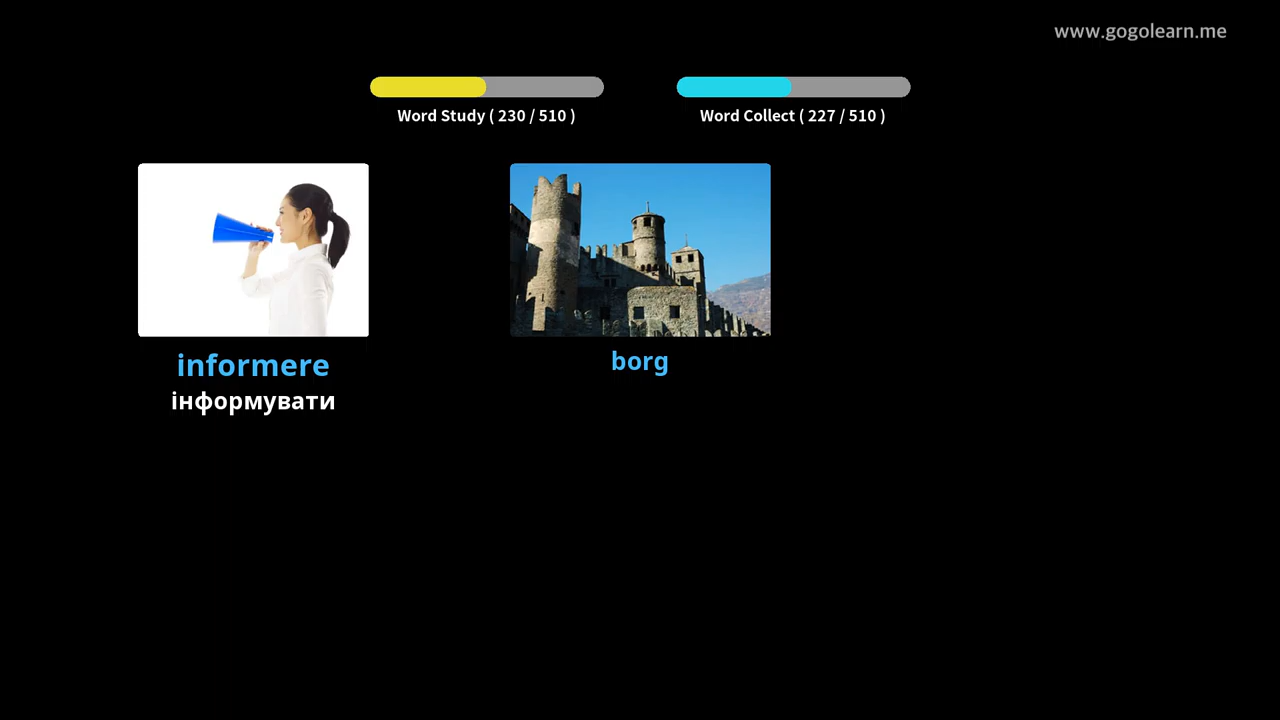 www.gogolearn.me
Word Study ( 230 / 510 )
Word Collect ( 227 / 510 )
informere
інформувати
borg